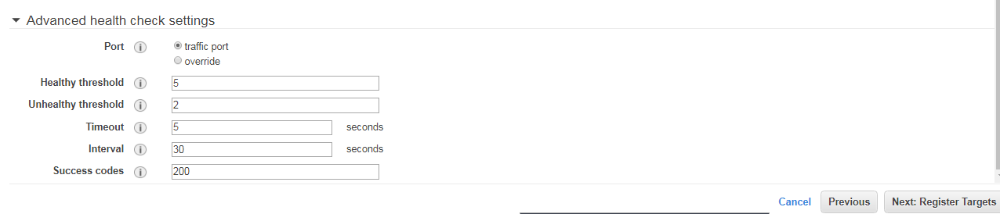 Advanced health check settings
Port i traffic port
override
Healthy threshold i 5
Unhealthy threshold i 2
Timeout i 5 seconds
Interval i 30 seconds
Success codes i 200
Cancel Previous Next: Register Targets